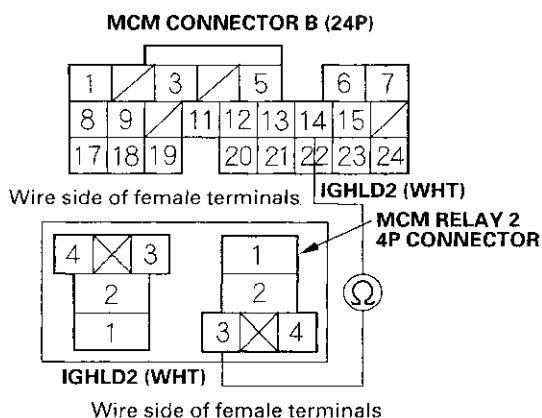 MCM CONNECTOR B (24P)
1 3 5 6 7
8 9 11 12 13 14 15
17 18 19 20 21 22 23 24
Wire side of female terminals
IGHLD2 (WHT)
MCM RELAY 2
4P CONNECTOR
4 3
2
1
1
2
3 4
Ω
IGHLD2 (WHT)
Wire side of female terminals